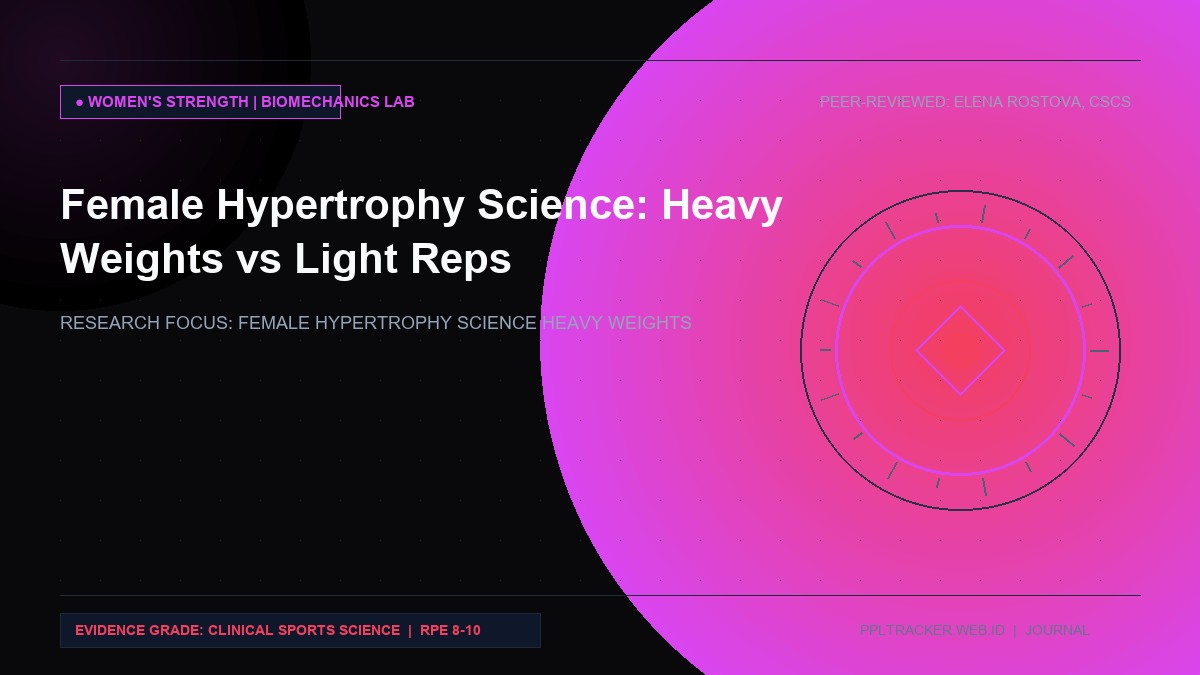 ● WOMEN'S STRENGTH | BIOMECHANICS LAB
PEER-REVIEWED: ELENA ROSTOVA, CSCS
Female Hypertrophy Science: Heavy
Weights vs Light Reps
RESEARCH FOCUS: FEMALE HYPERTROPHY SCIENCE HEAVY WEIGHTS
EVIDENCE GRADE: CLINICAL SPORTS SCIENCE | RPE 8-10
PPLTRACKER.WEB.ID | JOURNAL